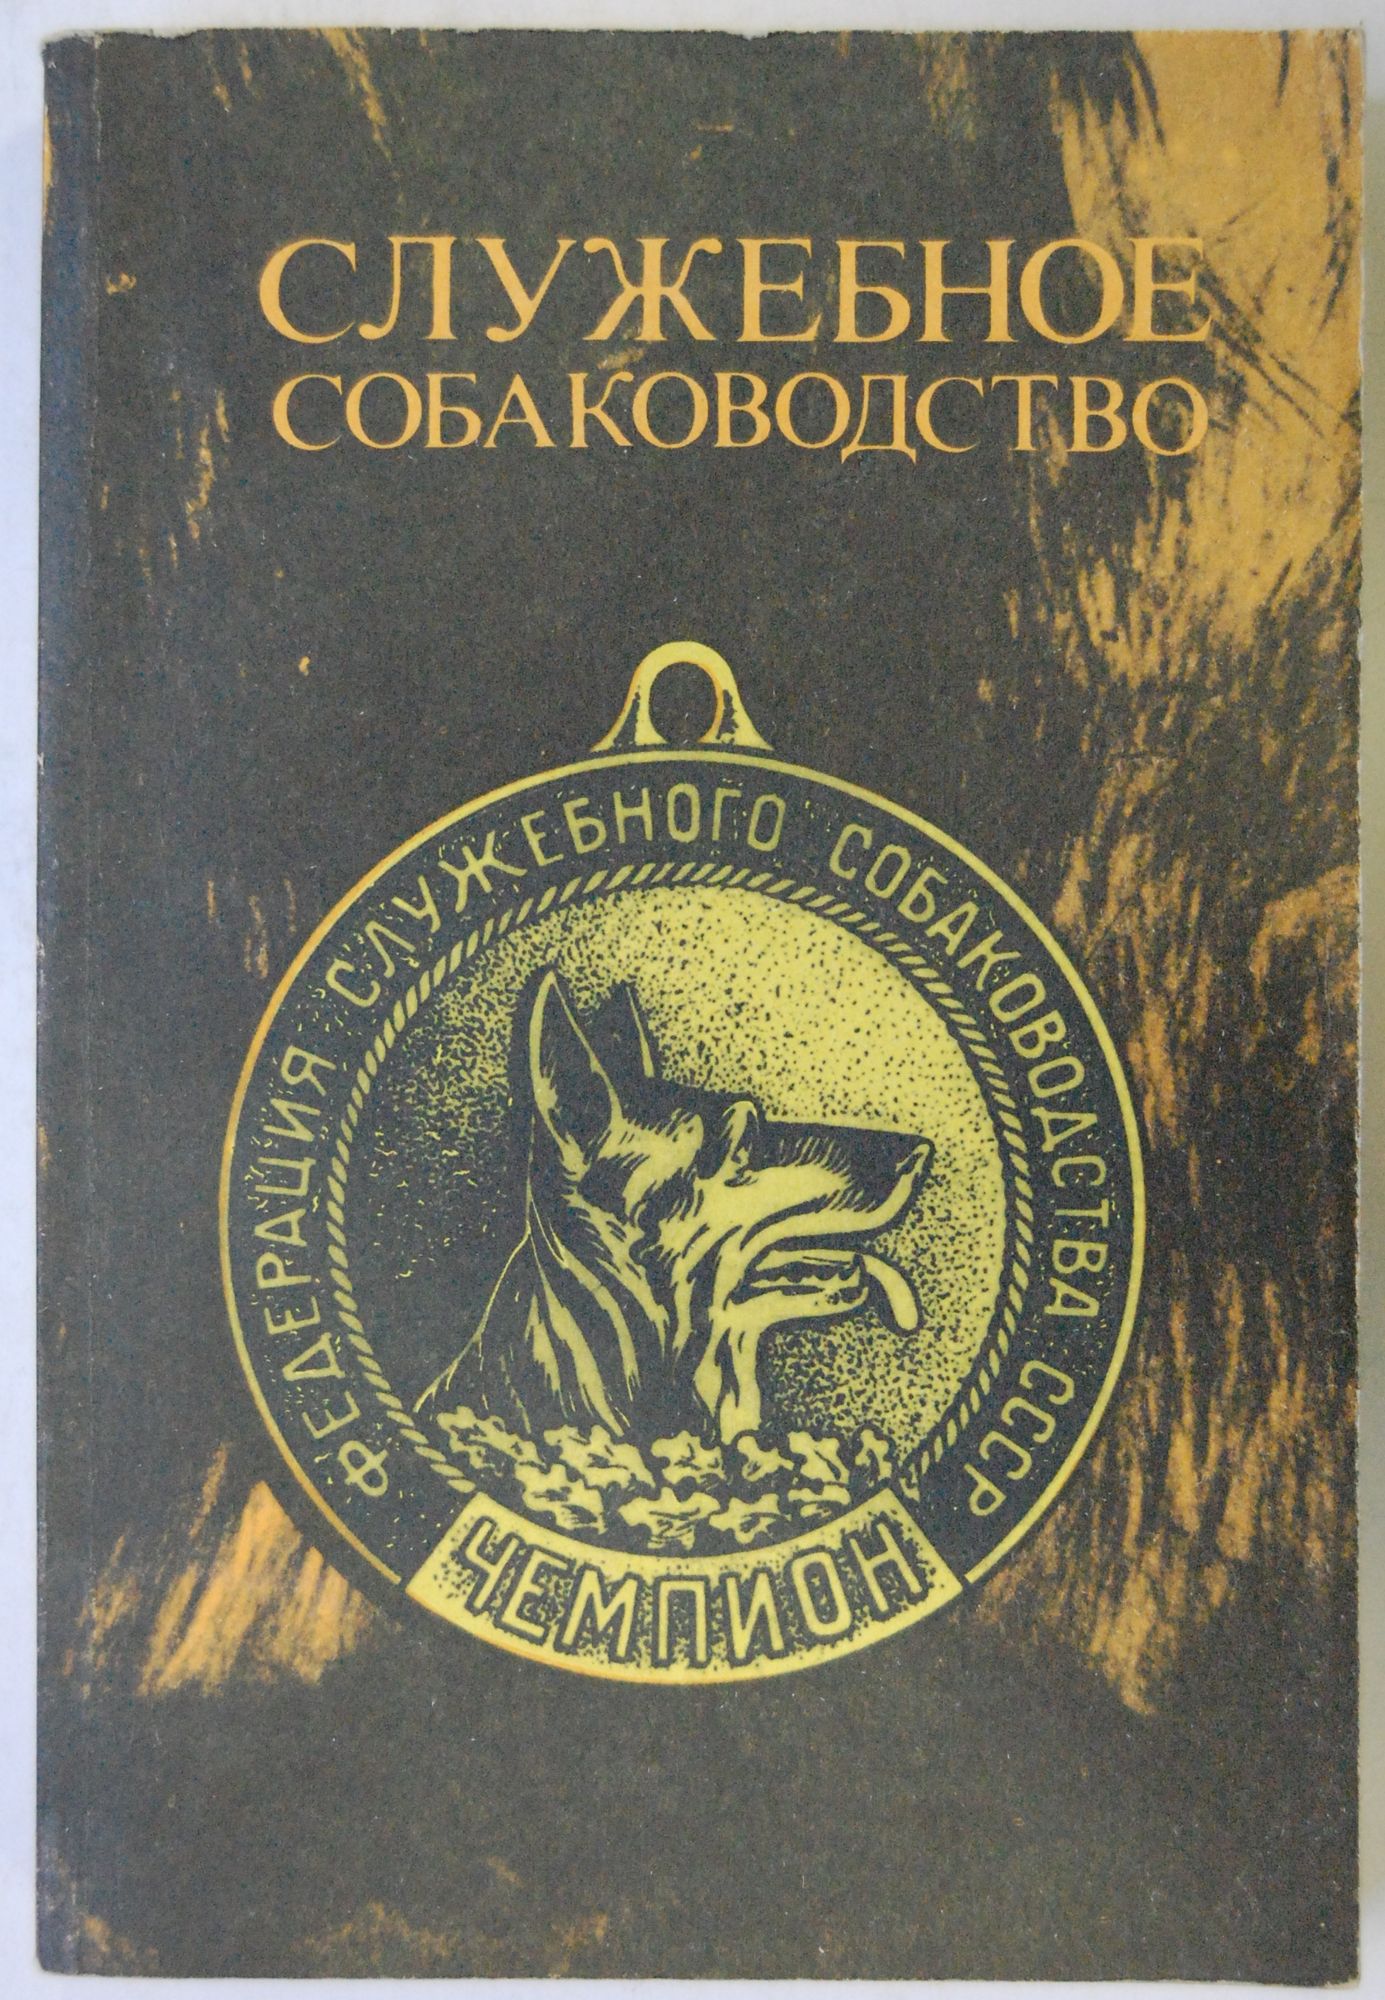 СЛУЖЕБНОЕ
СОБАКОВОДСТВО
ФЕДЕРАЦИЯ СЛУЖЕБНОГО СОБАКОВОДСТВА СССР
ЧЕМПИОН